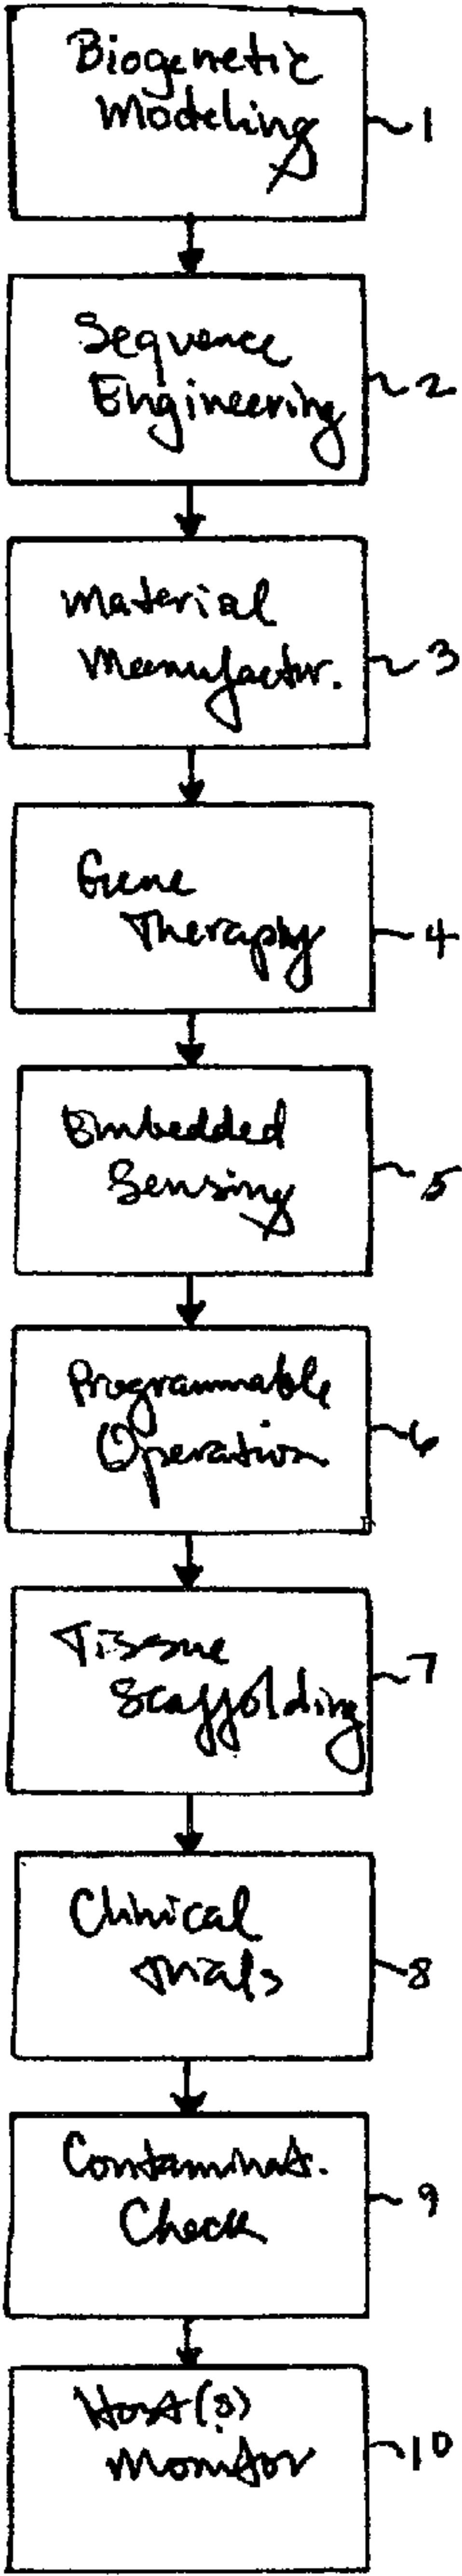 Biogenetic
Modeling
1
Sequence
Engineering
2
Material
Manufactur.
3
Gene
Therapy
4
Embedded
Sensing
5
Programmable
Operation
6
Tissue
Scaffolding
7
Clinical
Trials
8
Contaminat.
Check
9
Host(s)
Monitor
10